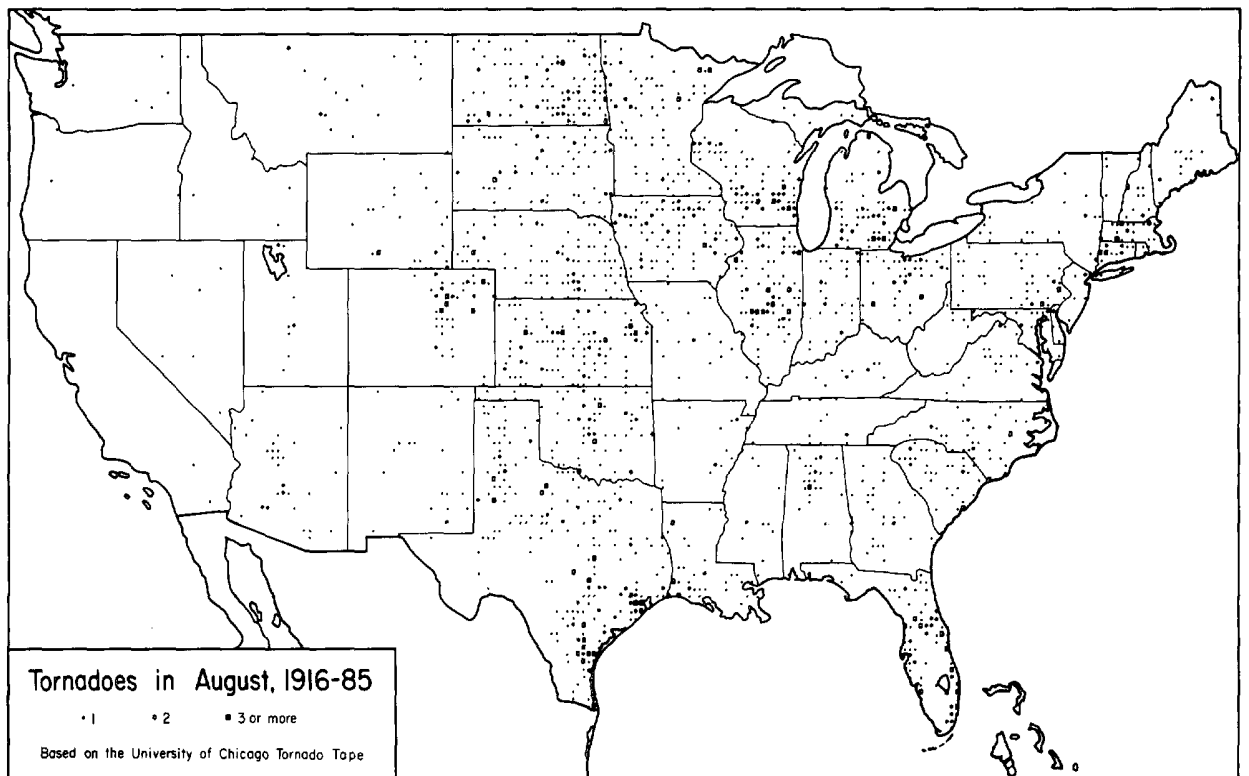 Tornadoes in August, 1916-85
•1 •2 ▪3 or more
Based on the University of Chicago Tornado Tape